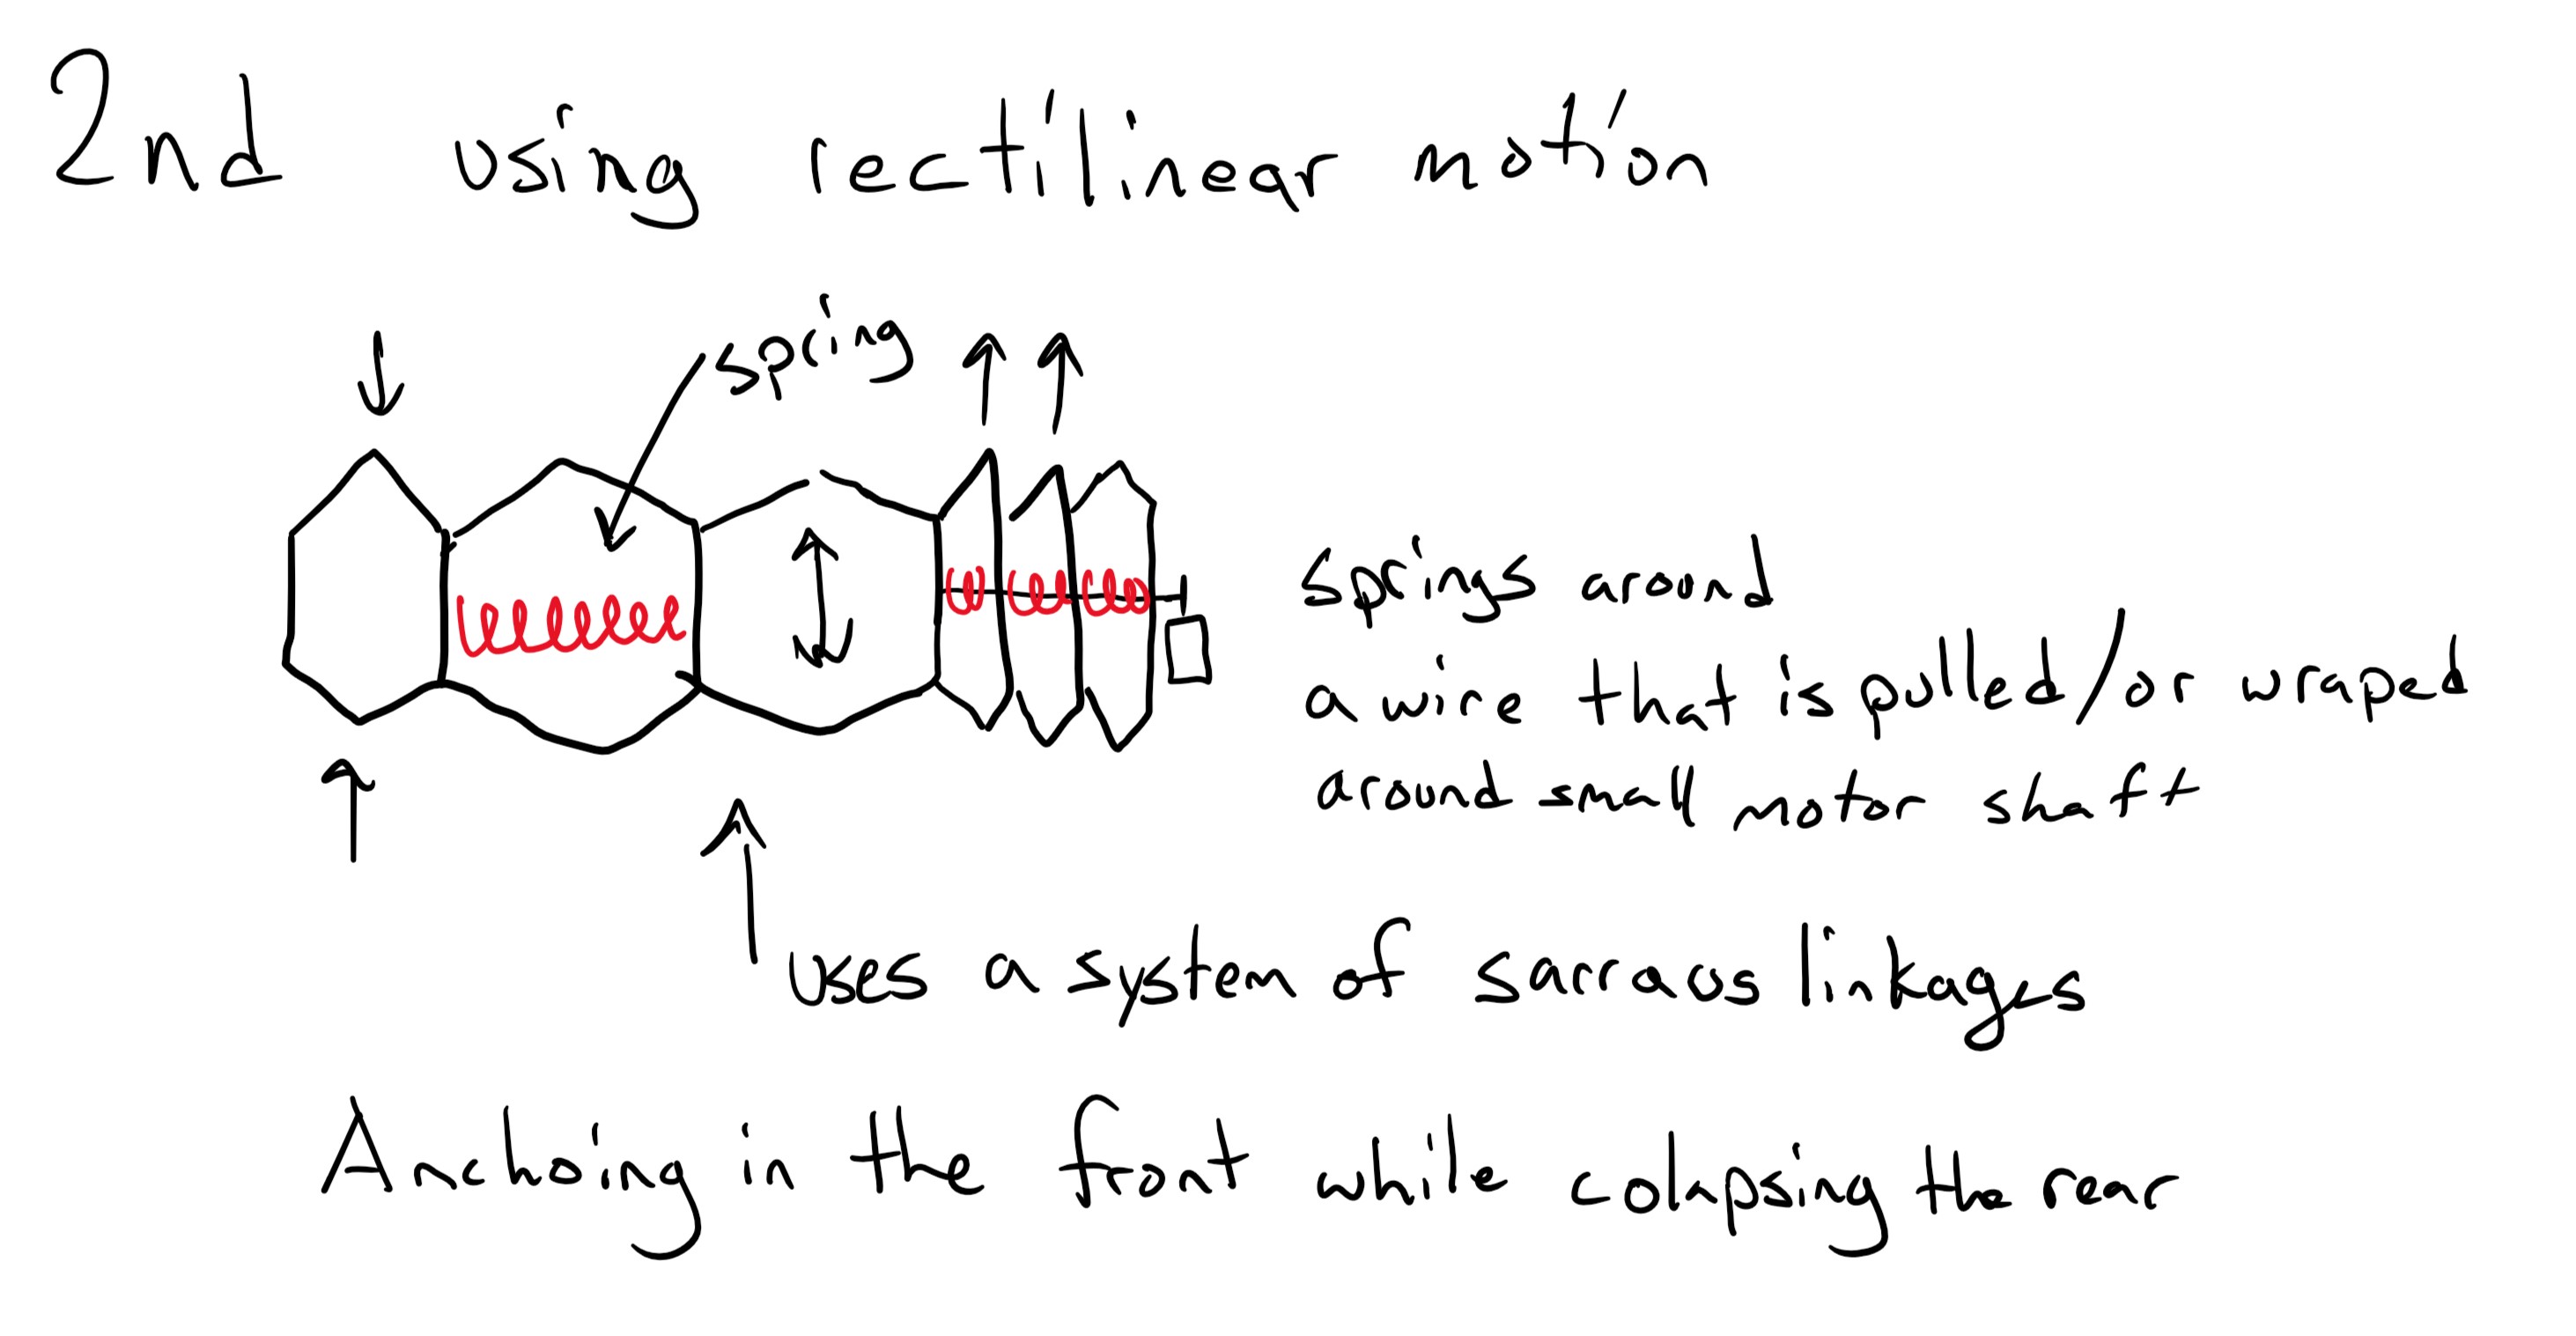 2nd using rectilinear motion
spring
springs around
a wire that is pulled/or wraped
around small motor shaft
uses a system of sarraus linkages
Anchoing in the front while colapsing the rear